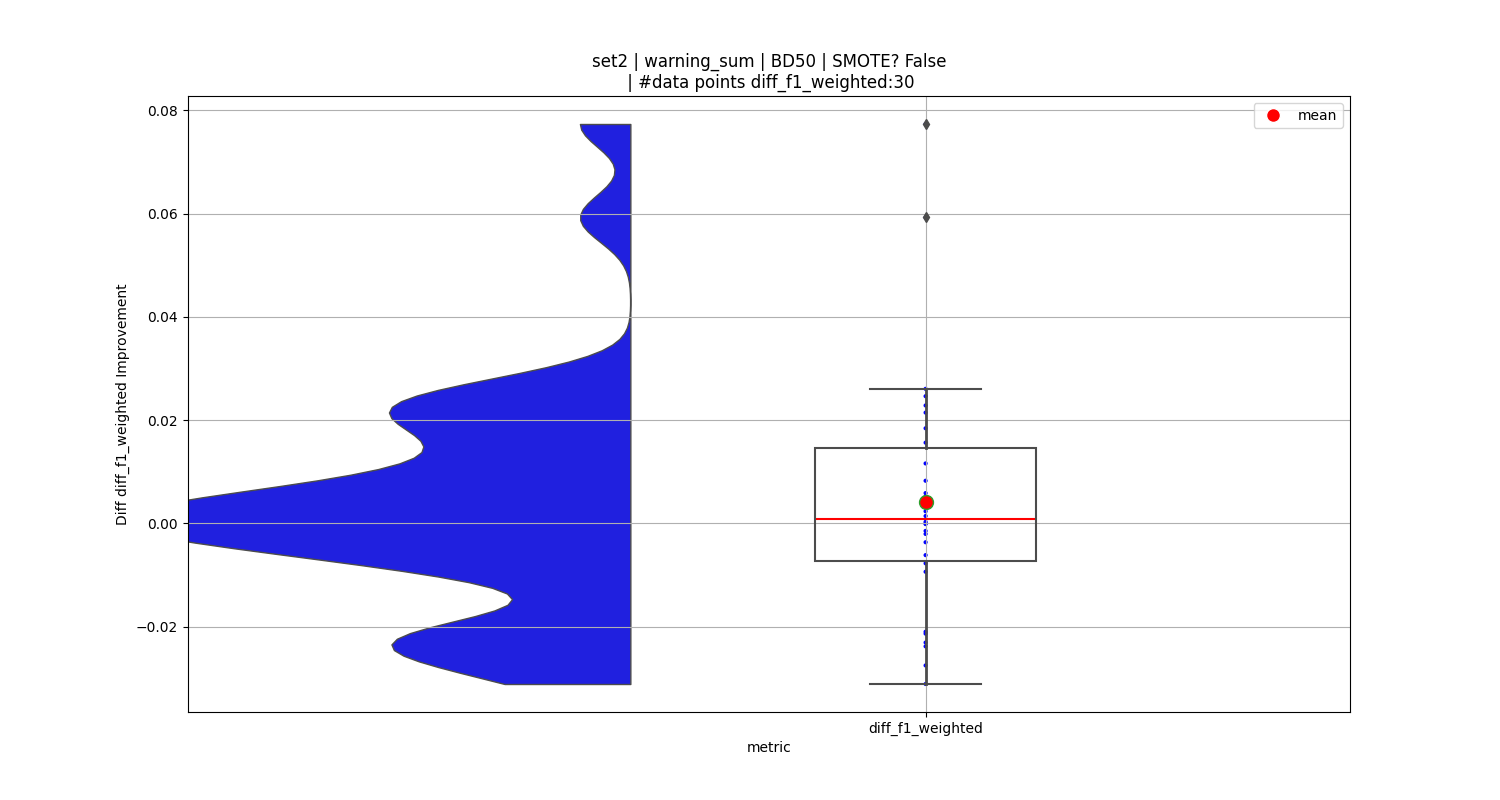 set2 | warning_sum | BD50 | SMOTE? False
| #data points diff_f1_weighted:30
mean
0.08
0.06
0.04
0.02
0.00
−0.02
Diff diff_f1_weighted Improvement
diff_f1_weighted
metric